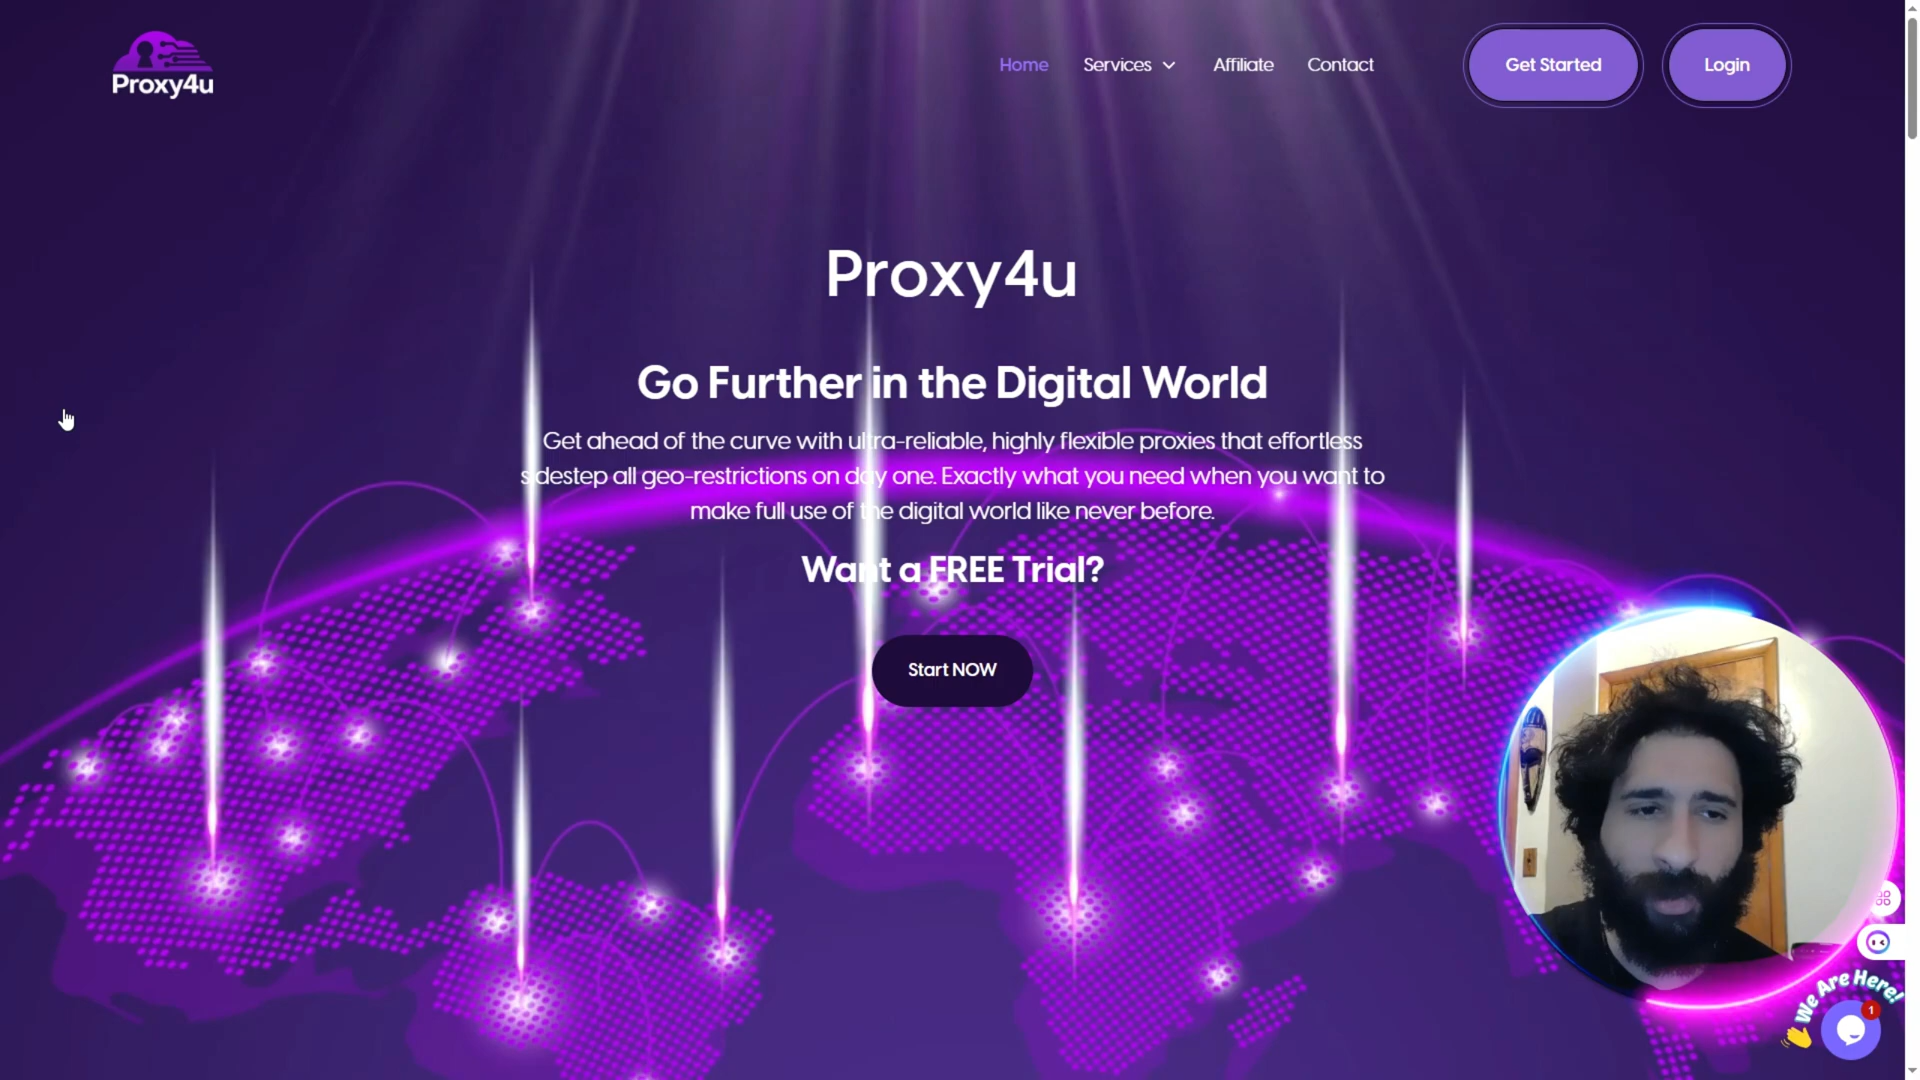 Proxy4u
Home
Services
Affiliate
Contact
Get Started
Login
Proxy4u
Go Further in the Digital World
Get ahead of the curve with ultra-reliable, highly flexible proxies that effortless
sidestep all geo-restrictions on day one. Exactly what you need when you want to
make full use of the digital world like never before.
Want a FREE Trial?
Start NOW
We Are Here!
1